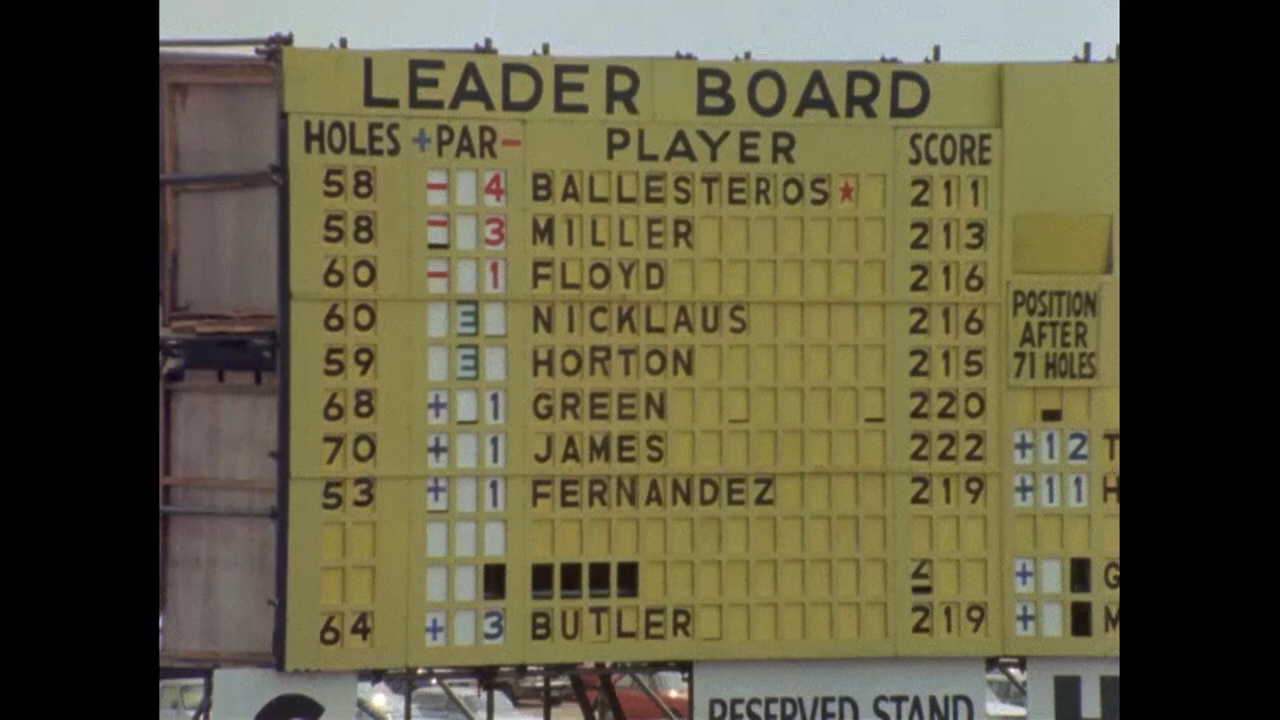 LEADER BOARD
HOLES +PAR- PLAYER SCORE
58 - 4 BALLESTEROS★ 211
58 - 3 MILLER 213
60 - 1 FLOYD 216
60 3 NICKLAUS 216
59 3 HORTON 215
68 + 1 GREEN 220
70 + 1 JAMES 222
53 + 1 FERNANDEZ 219
64 + 3 BUTLER 219
POSITION
AFTER
71 HOLES
+12 T
+11 H
+ G
+ M
RESERVED STAND